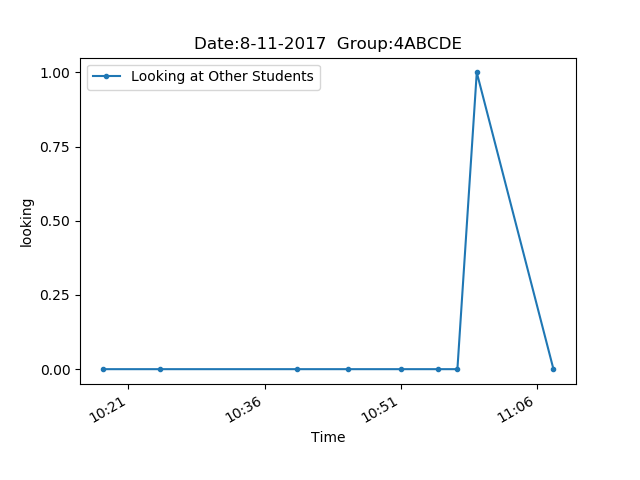 Date:8-11-2017  Group:4ABCDE
Looking at Other Students
1.00
0.75
0.50
0.25
0.00
looking
10:21
10:36
10:51
11:06
Time